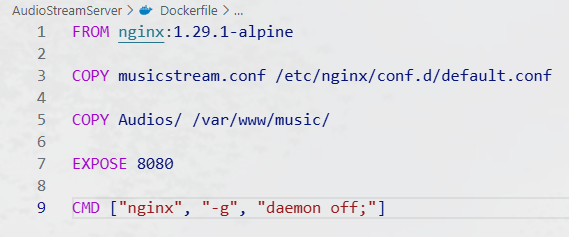 AudioStreamServer > Dockerfile > ...
1 FROM nginx:1.29.1-alpine
2
3 COPY musicstream.conf /etc/nginx/conf.d/default.conf
4
5 COPY Audios/ /var/www/music/
6
7 EXPOSE 8080
8
9 CMD ["nginx", "-g", "daemon off;"]